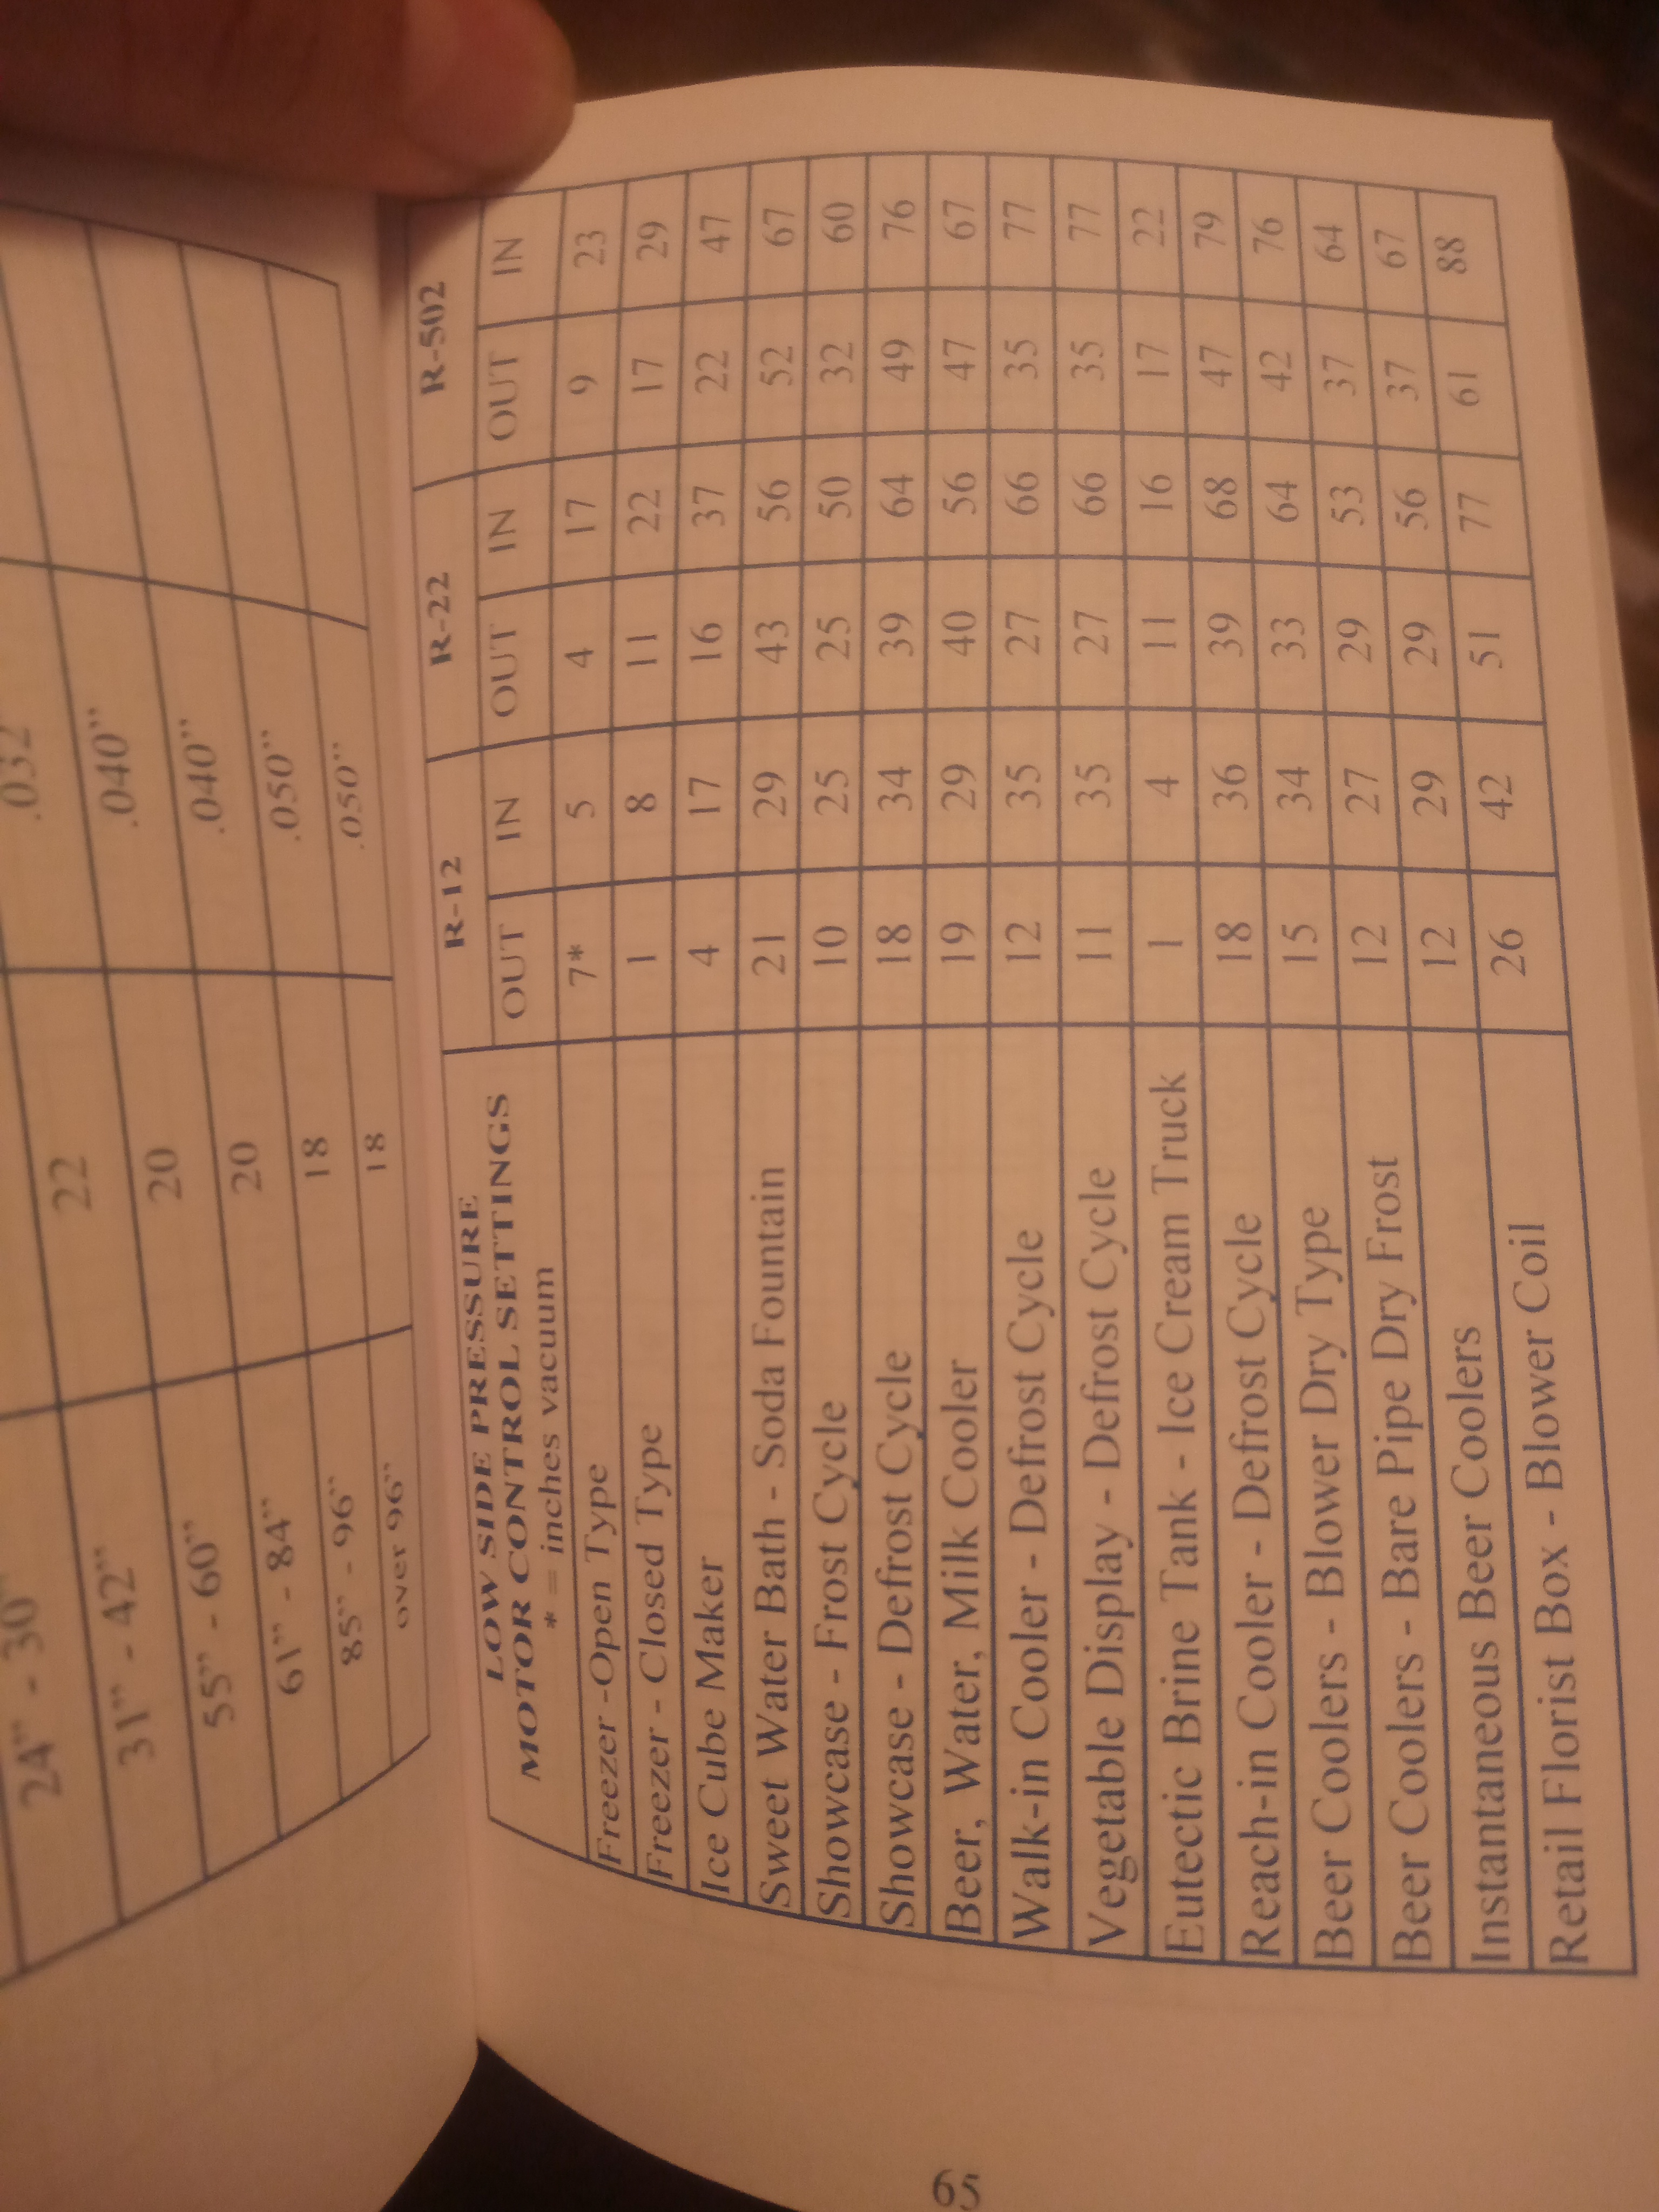 .032"
24" - 30" 22 .040"
31" - 42" 20 .040"
55" - 60" 20 .050"
61" - 84" 18 .050"
85" - 96" 18
over 96"
LOW SIDE PRESSURE
MOTOR CONTROL SETTINGS
* = inches vacuum
R-12 R-22 R-502
OUT IN OUT IN OUT IN
Freezer -Open Type 7* 5 4 17 9 23
Freezer - Closed Type 1 8 11 22 17 29
Ice Cube Maker 4 17 16 37 22 47
Sweet Water Bath - Soda Fountain 21 29 43 56 52 67
Showcase - Frost Cycle 10 25 25 50 32 60
Showcase - Defrost Cycle 18 34 39 64 49 76
Beer, Water, Milk Cooler 19 29 40 56 47 67
Walk-in Cooler - Defrost Cycle 12 35 27 66 35 77
Vegetable Display - Defrost Cycle 11 35 27 66 35 77
Eutectic Brine Tank - Ice Cream Truck 1 4 11 16 17 22
Reach-in Cooler - Defrost Cycle 18 36 39 68 47 79
Beer Coolers - Blower Dry Type 15 34 33 64 42 76
Beer Coolers - Bare Pipe Dry Frost 12 27 29 53 37 64
Instantaneous Beer Coolers 12 29 29 56 37 67
Retail Florist Box - Blower Coil 26 42 51 77 61 88
65